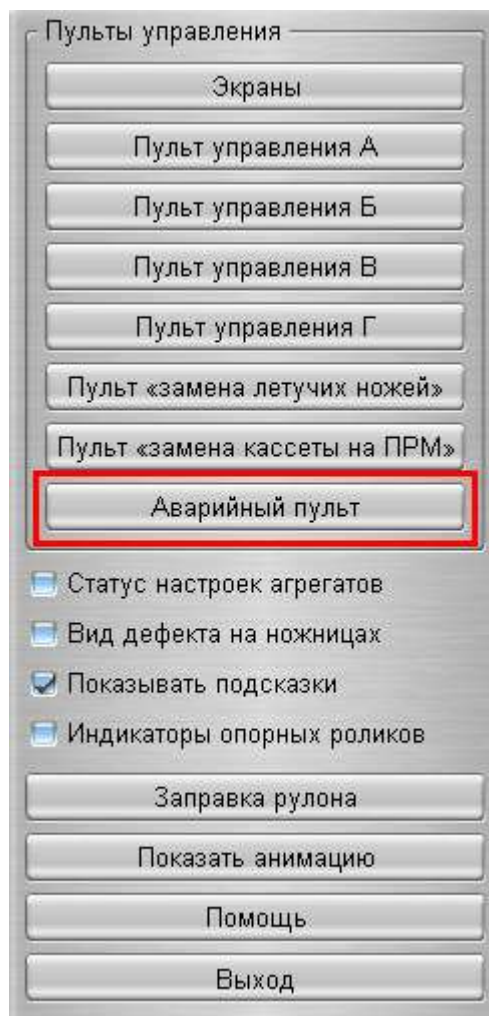 Пульты управления
Экраны
Пульт управления А
Пульт управления Б
Пульт управления В
Пульт управления Г
Пульт «замена летучих ножей»
Пульт «замена кассеты на ПРМ»
Аварийный пульт
Статус настроек агрегатов
Вид дефекта на ножницах
Показывать подсказки
Индикаторы опорных роликов
Заправка рулона
Показать анимацию
Помощь
Выход